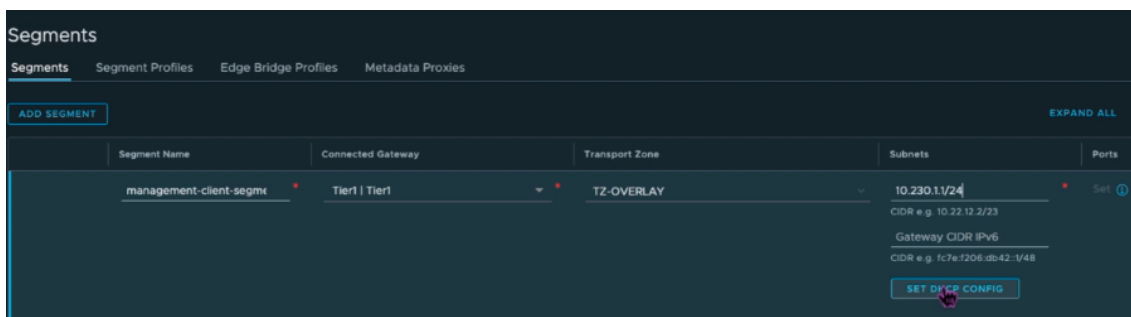 Segments
Segments Segment Profiles Edge Bridge Profiles Metadata Proxies
ADD SEGMENT EXPAND ALL
Segment Name Connected Gateway Transport Zone Subnets Ports
management-client-segme * Tier1 | Tier1 * TZ-OVERLAY 10.230.1.1/24 * Set
CIDR e.g. 10.22.12.2/23
Gateway CIDR IPv6
CIDR e.g. fc7e:f206:db42::1/48
SET DHCP CONFIG